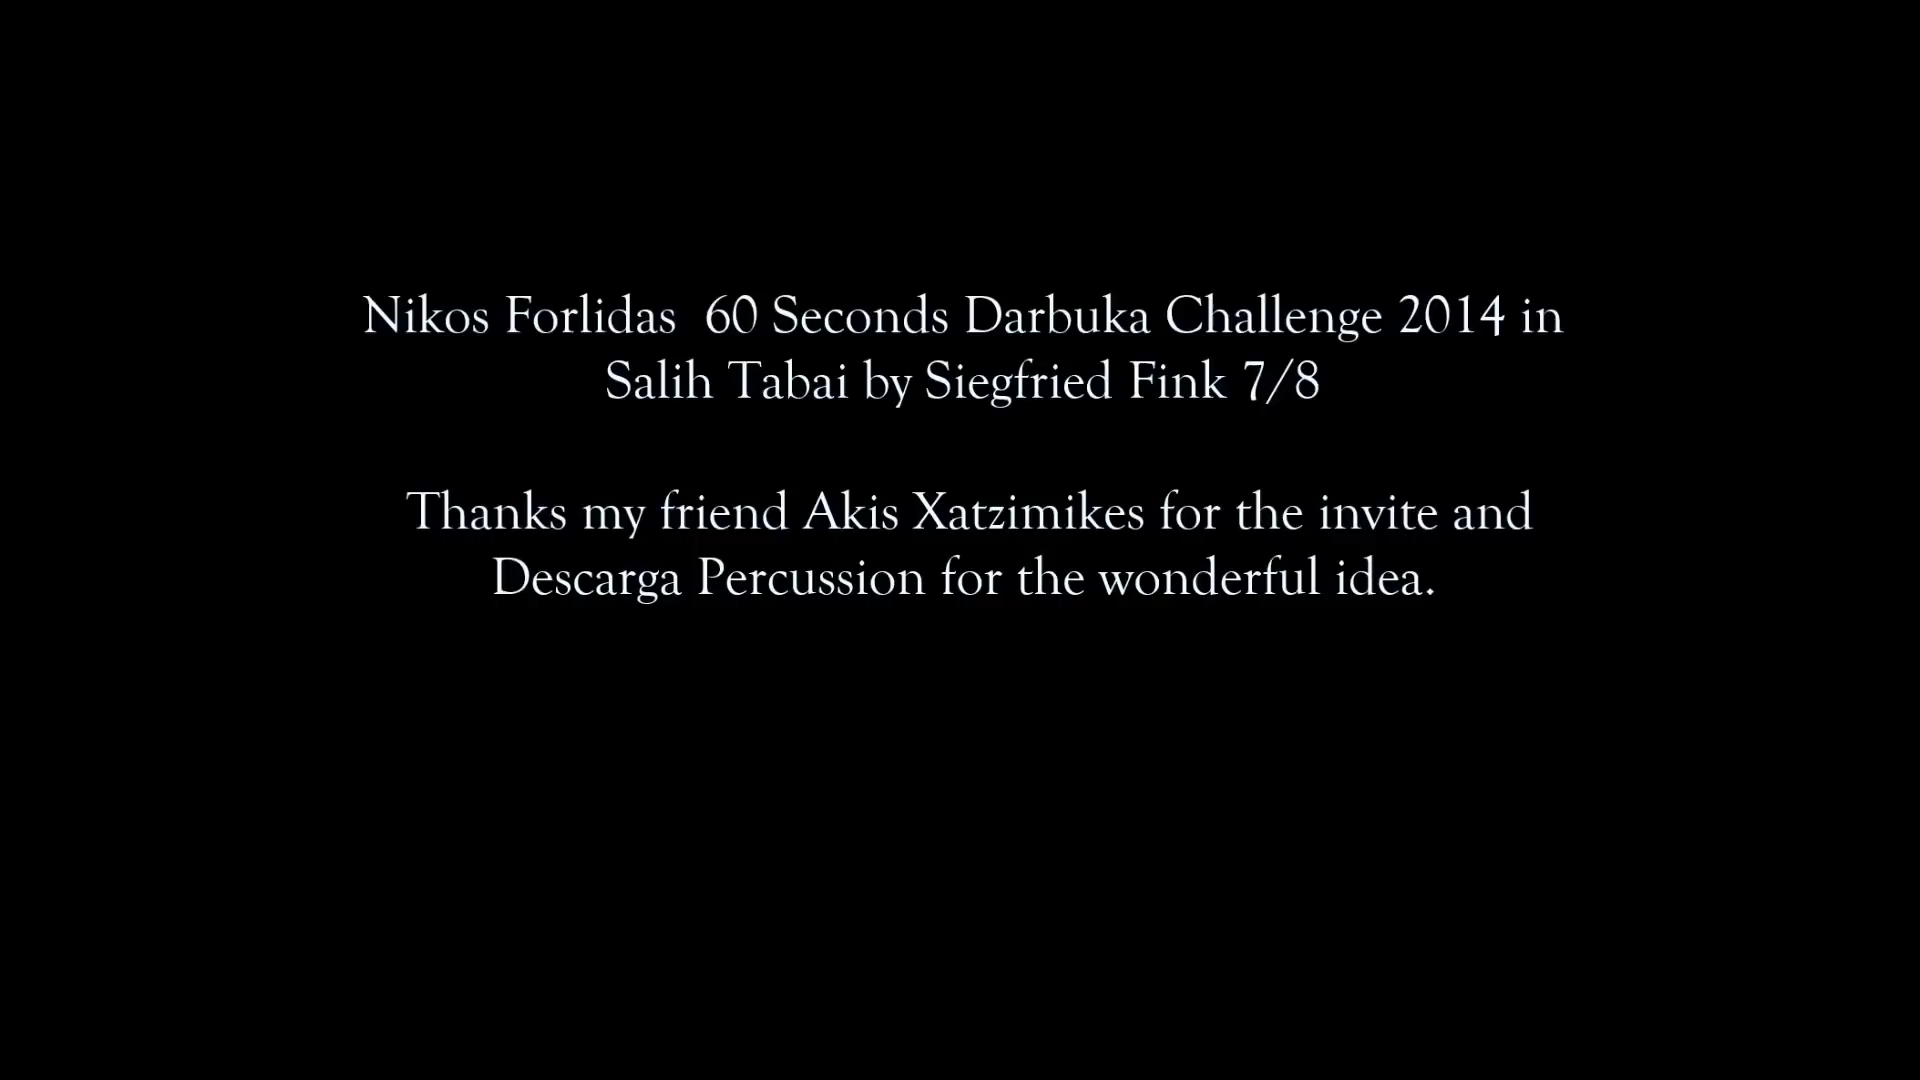 Nikos Forlidas  60 Seconds Darbuka Challenge 2014 in
Salih Tabai by Siegfried Fink 7/8
Thanks my friend Akis Xatzimikes for the invite and
Descarga Percussion for the wonderful idea.